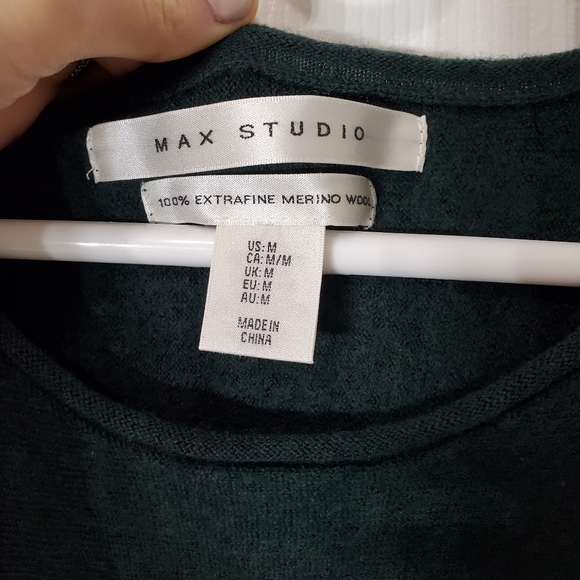 MAX STUDIO
100% EXTRAFINE MERINO WOOL
US: M
CA: M/M
UK: M
EU: M
AU: M
MADE IN
CHINA